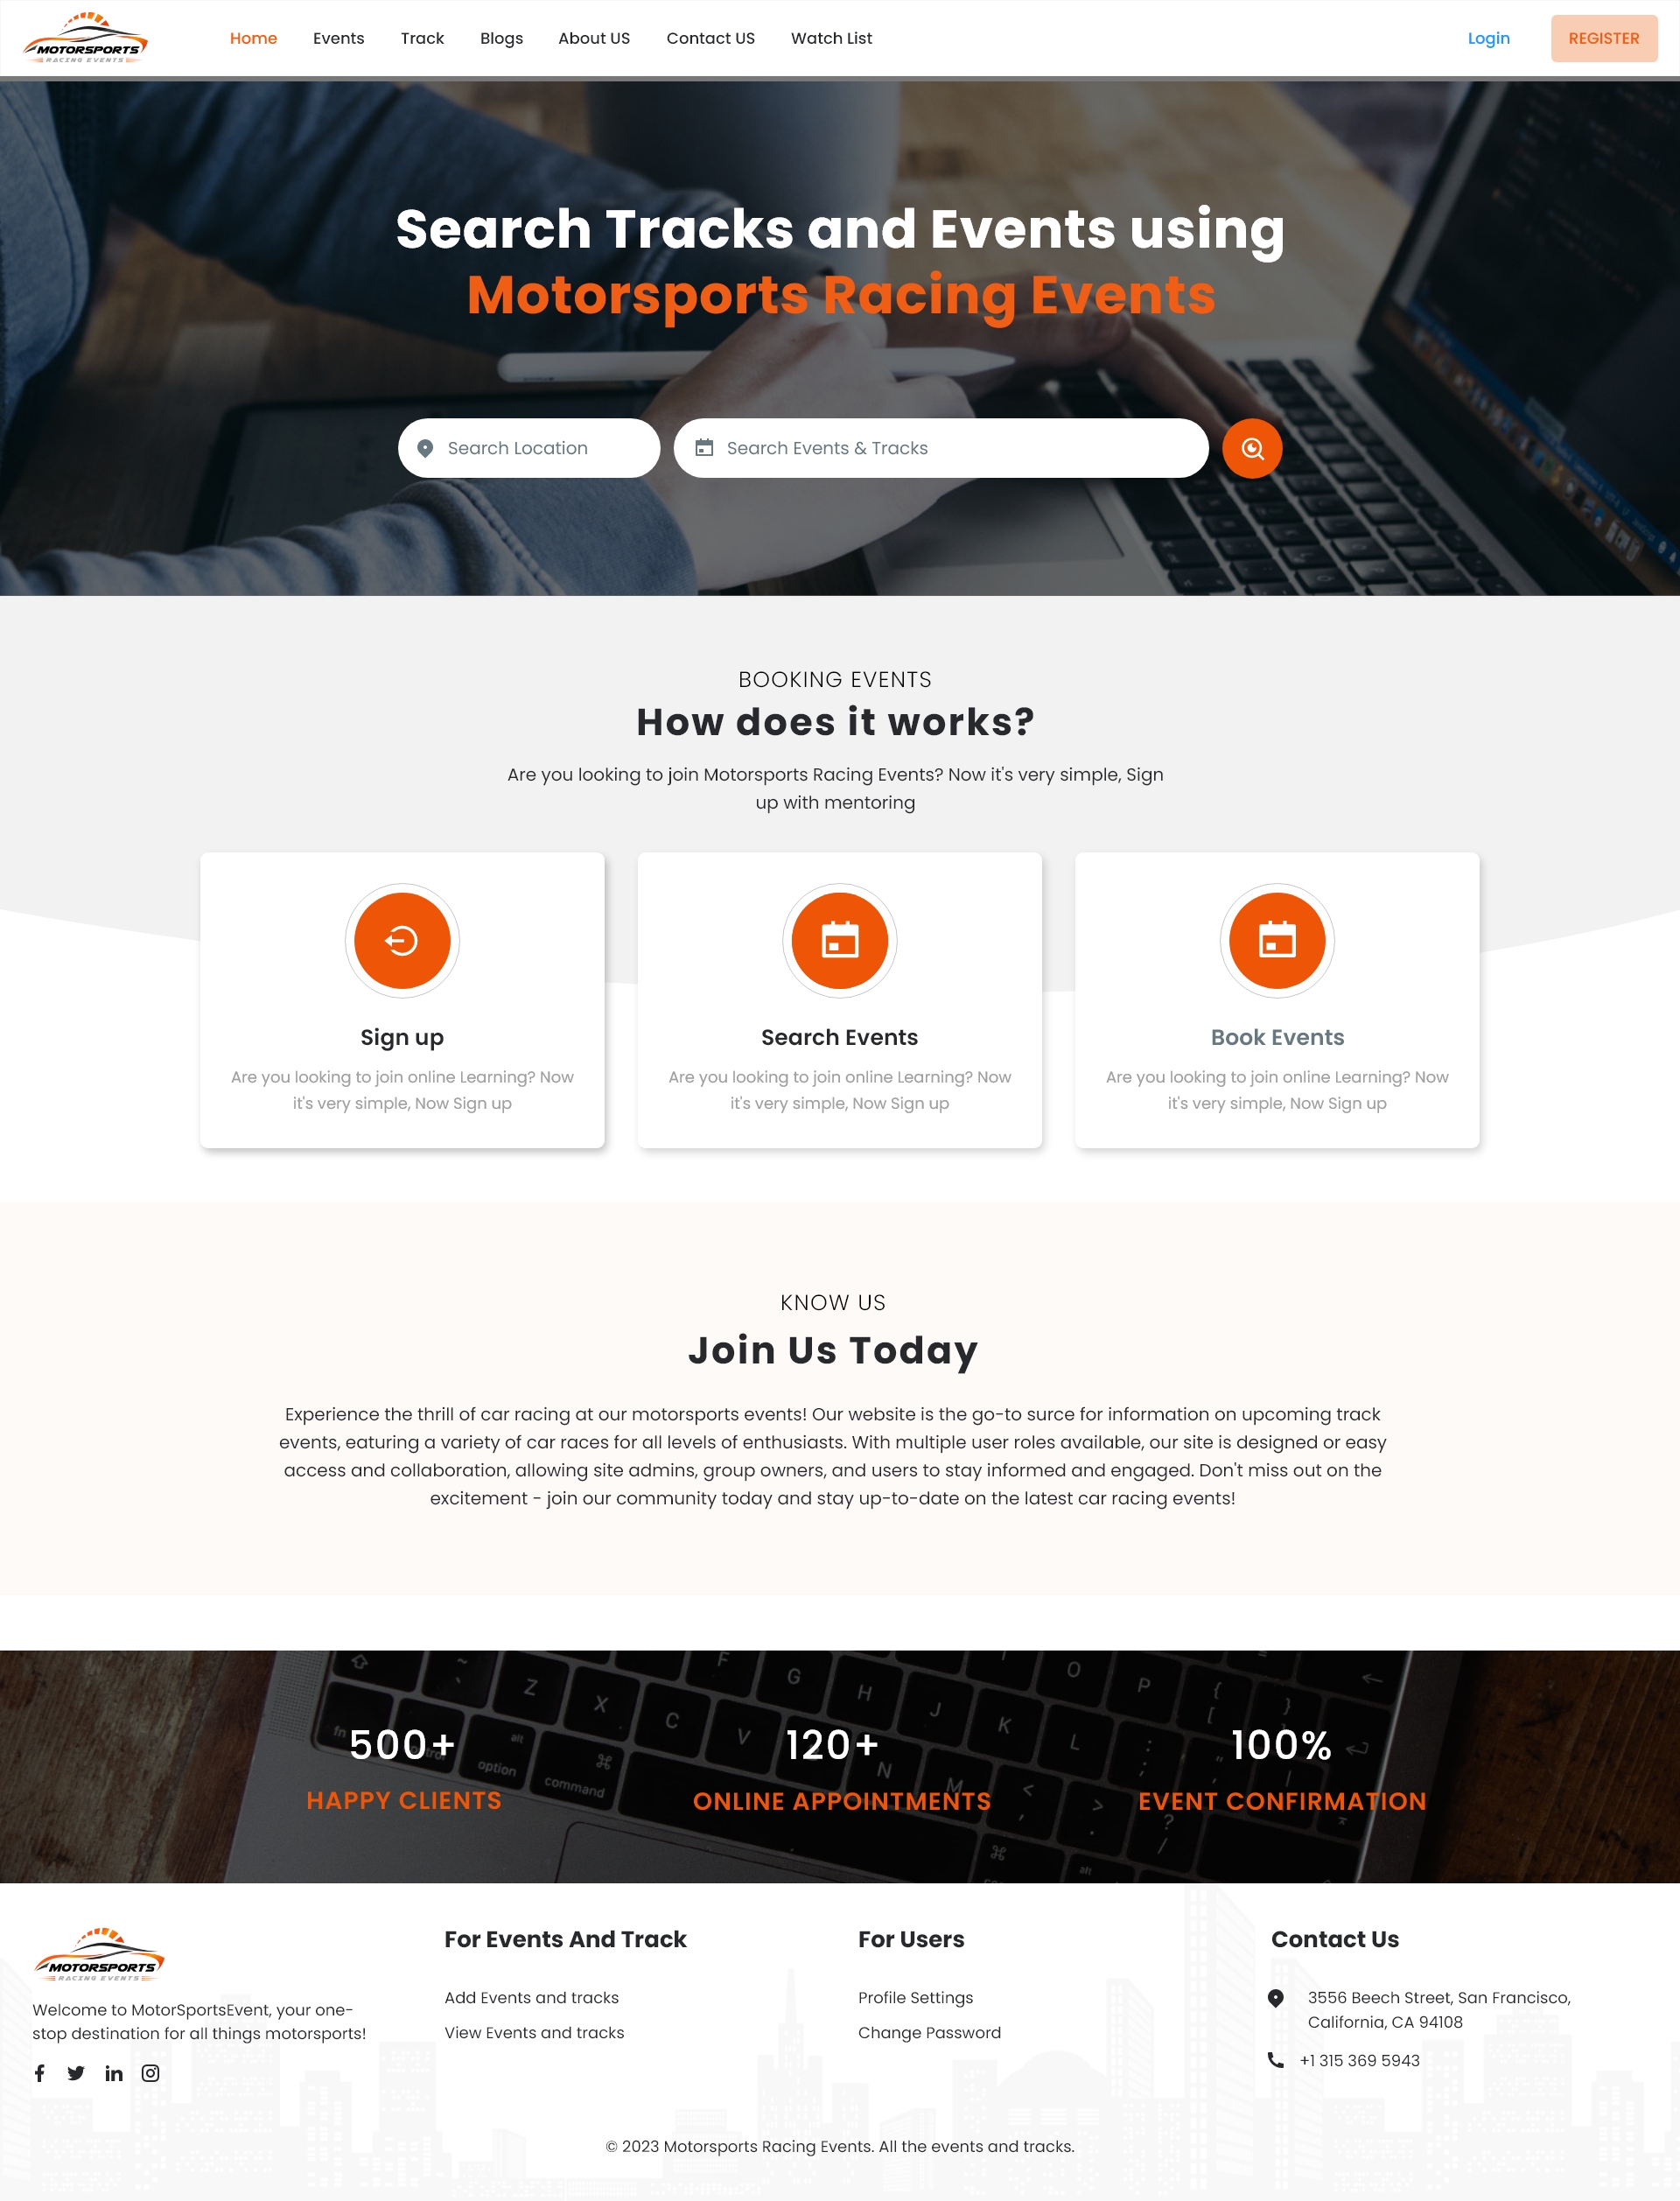 MOTORSPORTS
RACING EVENTS
Home Events Track Blogs About US Contact US Watch List Login REGISTER
Search Tracks and Events using
Motorsports Racing Events
Search Location Search Events & Tracks
BOOKING EVENTS
How does it works?
Are you looking to join Motorsports Racing Events? Now it's very simple, Sign
up with mentoring
Sign up
Are you looking to join online Learning? Now
it's very simple, Now Sign up
Search Events
Are you looking to join online Learning? Now
it's very simple, Now Sign up
Book Events
Are you looking to join online Learning? Now
it's very simple, Now Sign up
KNOW US
Join Us Today
Experience the thrill of car racing at our motorsports events! Our website is the go-to surce for information on upcoming track
events, eaturing a variety of car races for all levels of enthusiasts. With multiple user roles available, our site is designed or easy
access and collaboration, allowing site admins, group owners, and users to stay informed and engaged. Don't miss out on the
excitement - join our community today and stay up-to-date on the latest car racing events!
500+
HAPPY CLIENTS
120+
ONLINE APPOINTMENTS
100%
EVENT CONFIRMATION
MOTORSPORTS
RACING EVENTS
Welcome to MotorSportsEvent, your one-
stop destination for all things motorsports!
For Events And Track
Add Events and tracks
View Events and tracks
For Users
Profile Settings
Change Password
Contact Us
3556 Beech Street, San Francisco,
California, CA 94108
+1 315 369 5943
© 2023 Motorsports Racing Events. All the events and tracks.